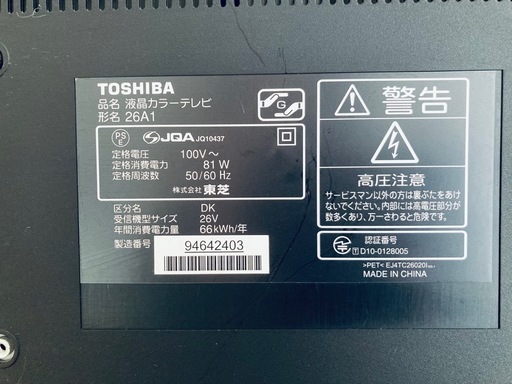 TOSHIBA
品名 液晶カラーテレビ
形名 26A1
G
PS
E
JQA JQ10437
定格電圧 100V～
定格消費電力 81W
定格周波数 50/60 Hz
株式会社 東芝
区分名 DK
受信機型サイズ 26V
年間消費電力量 66kWh/年
製造番号 94642403
警告
高圧注意
サービスマン以外の方は裏ぶたをあけないでください。内部には高電圧部分が数多くあり、万一さわると危険です。
認証番号
T D10-0128005
>PET< EJ4TC26020I
MADE IN CHINA